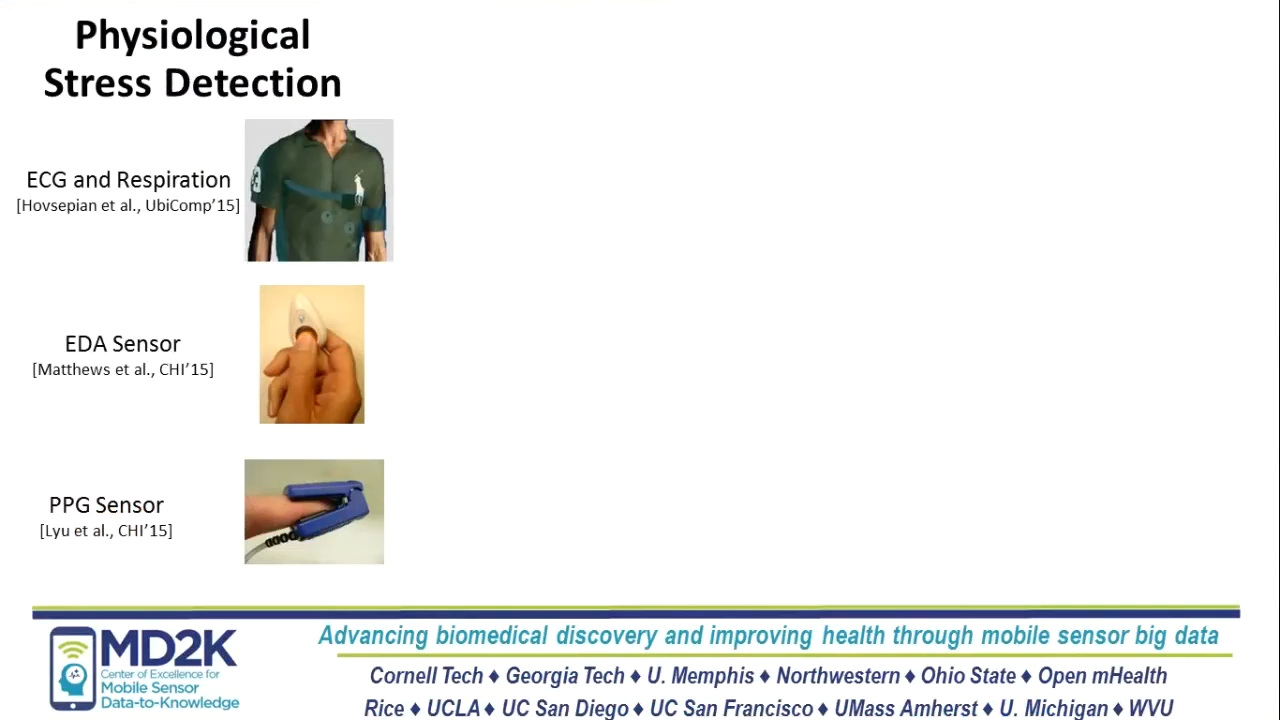 Physiological
Stress Detection
ECG and Respiration
[Hovsepian et al., UbiComp’15]
EDA Sensor
[Matthews et al., CHI’15]
PPG Sensor
[Lyu et al., CHI’15]
MD2K
Center of Excellence for
Mobile Sensor
Data-to-Knowledge
Advancing biomedical discovery and improving health through mobile sensor big data
Cornell Tech ♦ Georgia Tech ♦ U. Memphis ♦ Northwestern ♦ Ohio State ♦ Open mHealth
Rice ♦ UCLA ♦ UC San Diego ♦ UC San Francisco ♦ UMass Amherst ♦ U. Michigan ♦ WVU